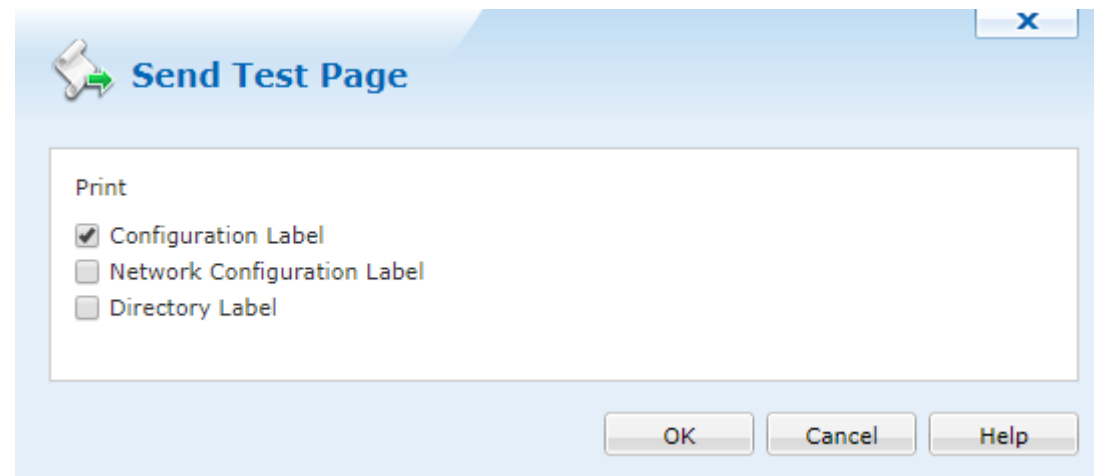 x
Send Test Page
Print
Configuration Label
Network Configuration Label
Directory Label
OK Cancel Help